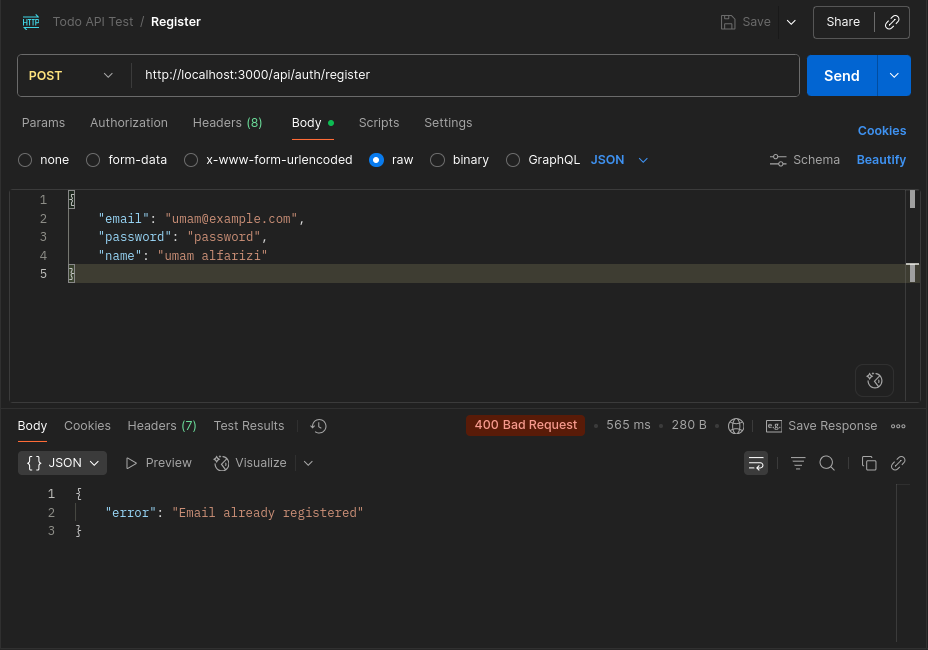 HTTP Todo API Test / Register Save Share
POST http://localhost:3000/api/auth/register Send
Params Authorization Headers (8) Body Scripts Settings Cookies
none form-data x-www-form-urlencoded raw binary GraphQL JSON Schema Beautify
1 {
2 "email": "umam@example.com",
3 "password": "password",
4 "name": "umam alfarizi"
5 }
Body Cookies Headers (7) Test Results 400 Bad Request • 565 ms • 280 B • e.g. Save Response
{} JSON Preview Visualize
1 {
2 "error": "Email already registered"
3 }